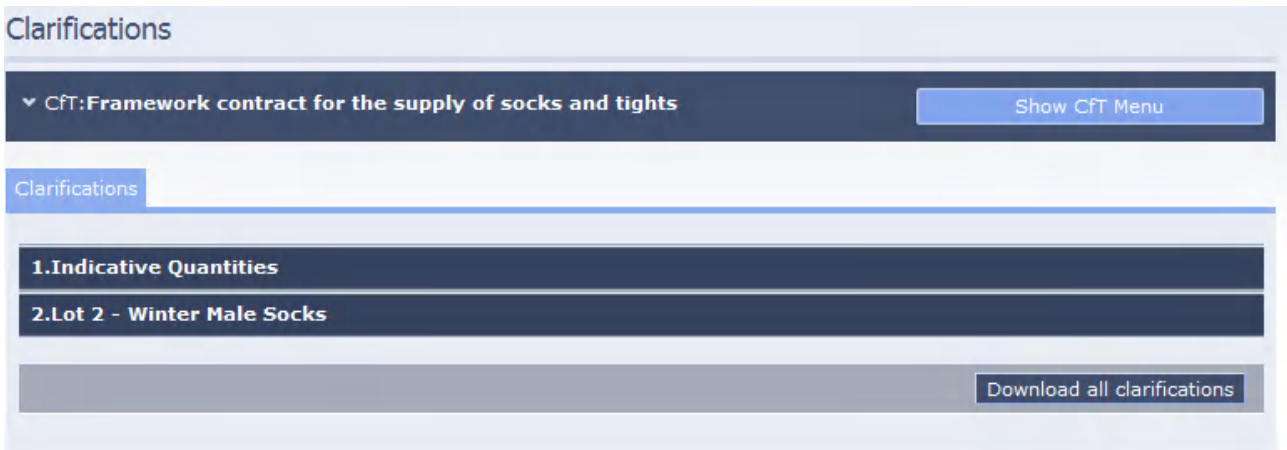 Clarifications
CfT:Framework contract for the supply of socks and tights
Show CfT Menu
Clarifications
1.Indicative Quantities
2.Lot 2 - Winter Male Socks
Download all clarifications